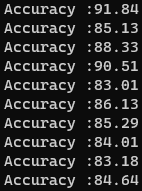 Accuracy :91.84
Accuracy :85.13
Accuracy :88.33
Accuracy :90.51
Accuracy :83.01
Accuracy :86.13
Accuracy :85.29
Accuracy :84.01
Accuracy :83.18
Accuracy :84.64